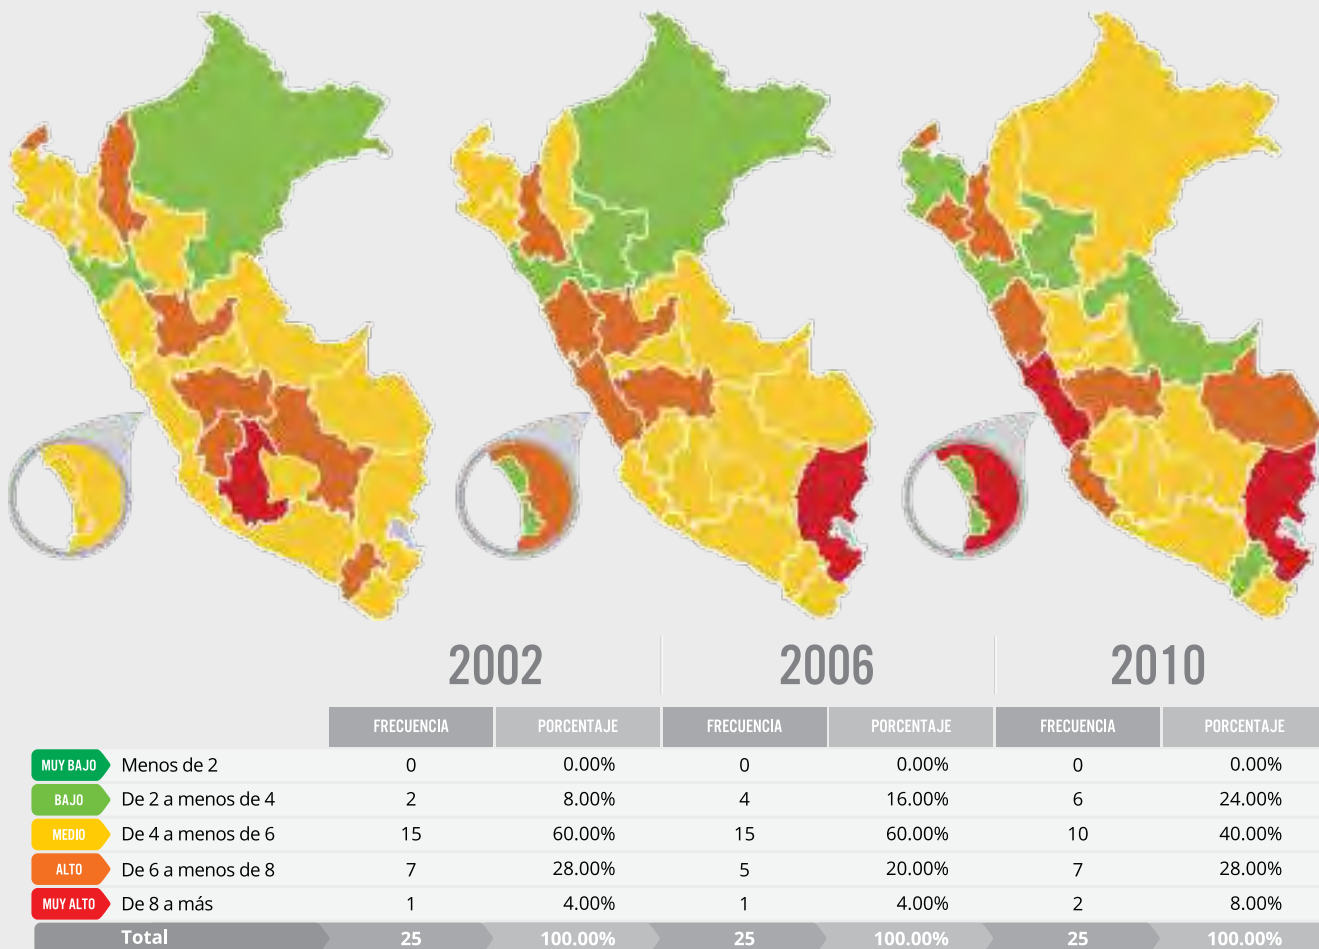 2002 2006 2010
FRECUENCIA PORCENTAJE FRECUENCIA PORCENTAJE FRECUENCIA PORCENTAJE
MUY BAJO Menos de 2 0 0.00% 0 0.00% 0 0.00%
BAJO De 2 a menos de 4 2 8.00% 4 16.00% 6 24.00%
MEDIO De 4 a menos de 6 15 60.00% 15 60.00% 10 40.00%
ALTO De 6 a menos de 8 7 28.00% 5 20.00% 7 28.00%
MUY ALTO De 8 a más 1 4.00% 1 4.00% 2 8.00%
Total 25 100.00% 25 100.00% 25 100.00%